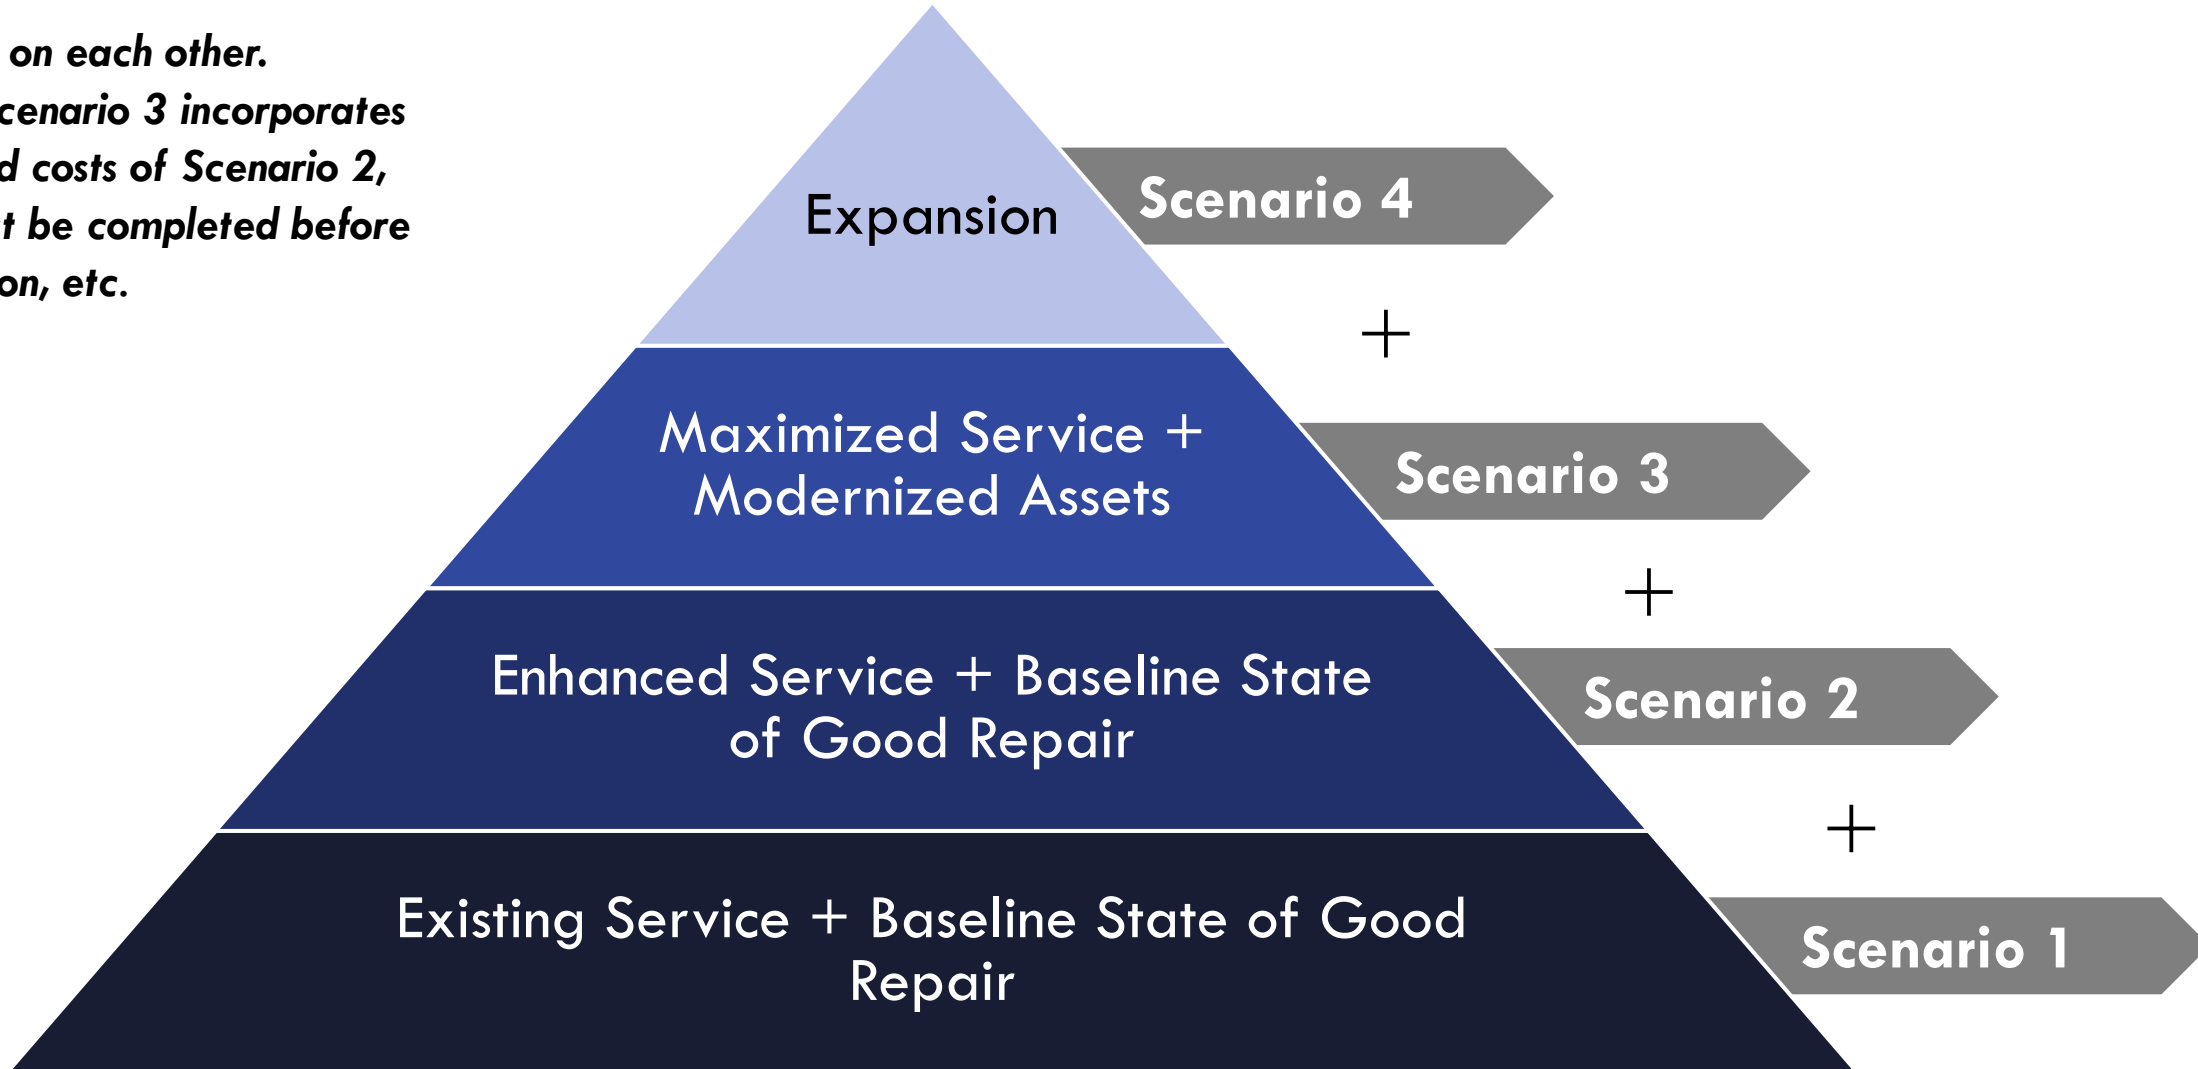 on each other.
cenario 3 incorporates
d costs of Scenario 2,
t be completed before
on, etc.
Expansion
Scenario 4
+
Maximized Service +
Modernized Assets
Scenario 3
+
Enhanced Service + Baseline State
of Good Repair
Scenario 2
+
Existing Service + Baseline State of Good
Repair
Scenario 1